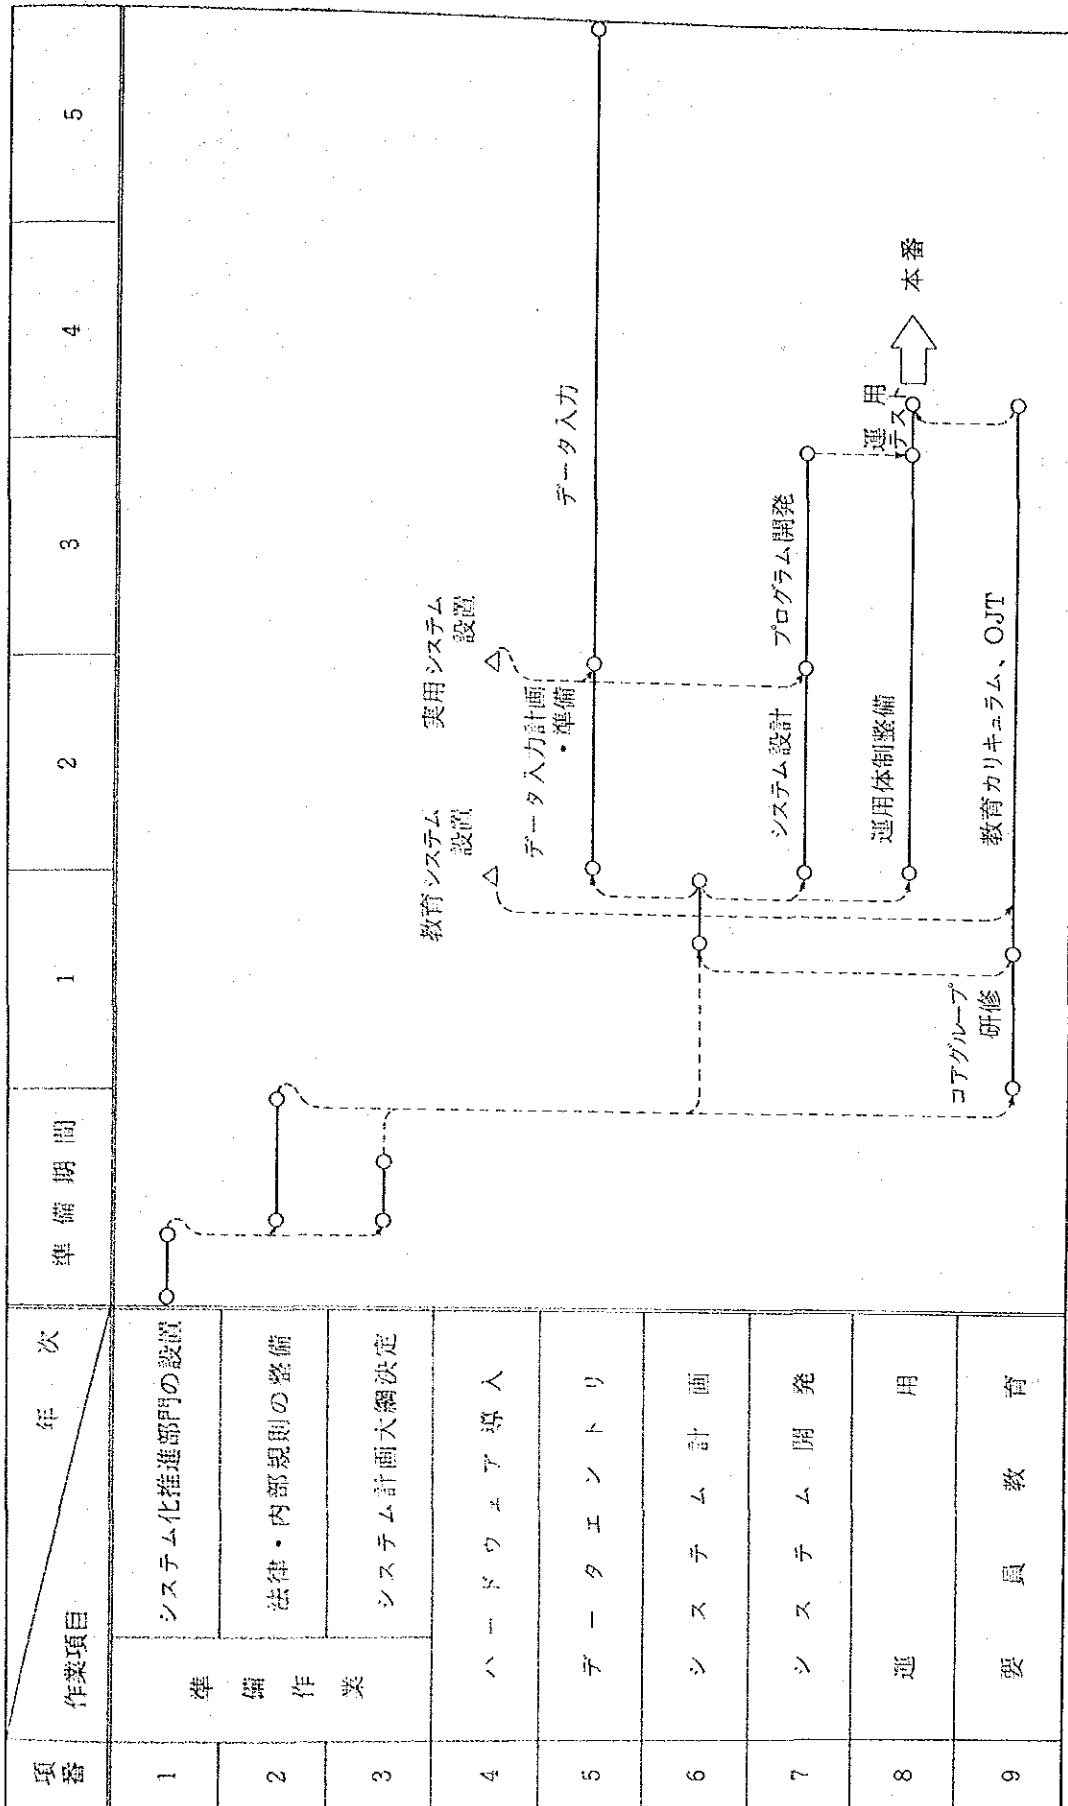 項番
作業項目
年次
準備期間
1
2
3
4
5
準備作業
1
システム化推進部門の設置
2
法律・内部規則の整備
3
システム計画大綱決定
4
ハードウェア導入
教育システム
設置
実用システム
設置
5
データエントリ
データ入力計画
・準備
データ入力
6
システム計画
7
システム開発
システム設計
プログラム開発
8
運用
運用体制整備
運用
テスト
本番
9
要員教育
コアグループ
研修
教育カリキュラム、OJT